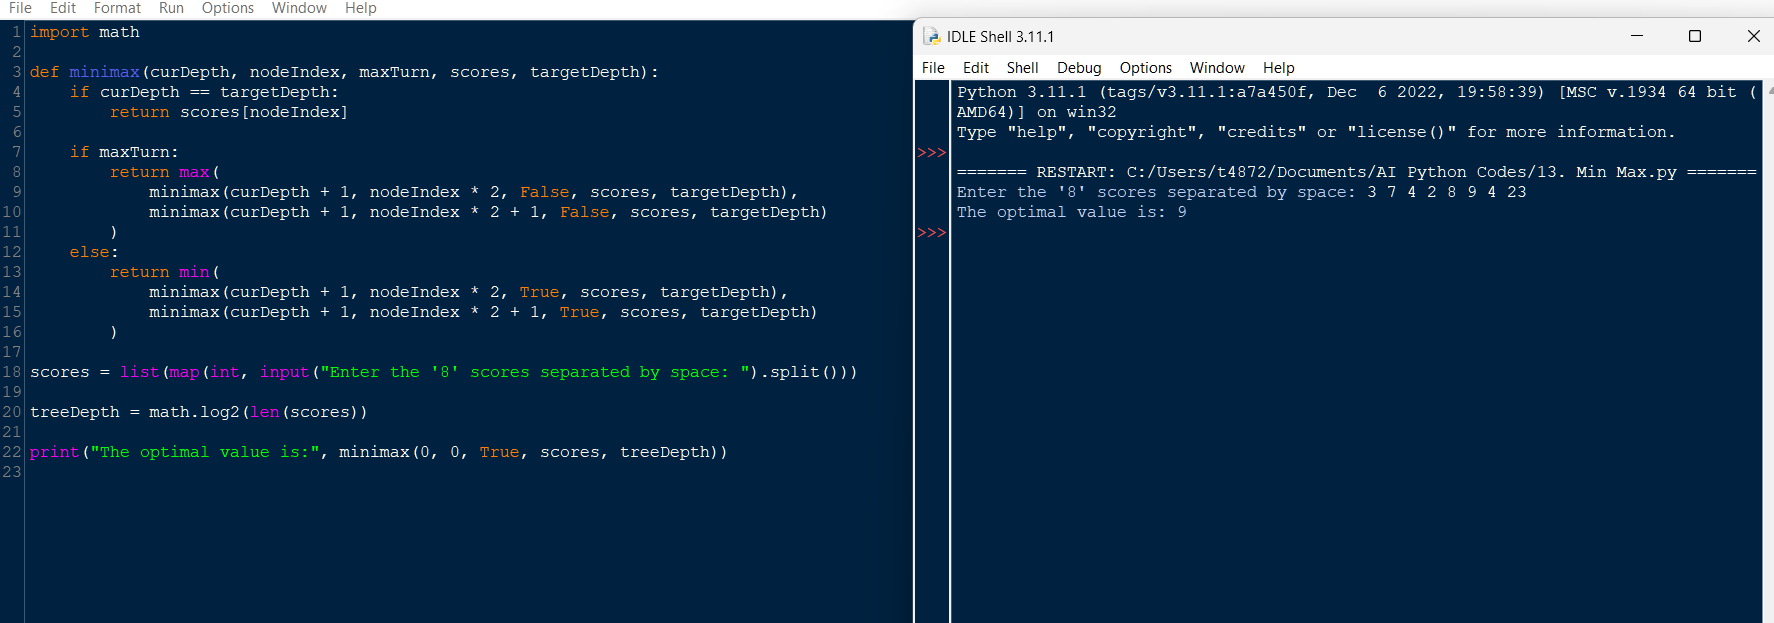 File Edit Format Run Options Window Help
1 import math
2
3 def minimax(curDepth, nodeIndex, maxTurn, scores, targetDepth):
4     if curDepth == targetDepth:
5         return scores[nodeIndex]
6
7     if maxTurn:
8         return max(
9             minimax(curDepth + 1, nodeIndex * 2, False, scores, targetDepth),
10             minimax(curDepth + 1, nodeIndex * 2 + 1, False, scores, targetDepth)
11         )
12     else:
13         return min(
14             minimax(curDepth + 1, nodeIndex * 2, True, scores, targetDepth),
15             minimax(curDepth + 1, nodeIndex * 2 + 1, True, scores, targetDepth)
16         )
17
18 scores = list(map(int, input("Enter the '8' scores separated by space: ").split()))
19
20 treeDepth = math.log2(len(scores))
21
22 print("The optimal value is:", minimax(0, 0, True, scores, treeDepth))
23
IDLE Shell 3.11.1
File Edit Shell Debug Options Window Help
Python 3.11.1 (tags/v3.11.1:a7a450f, Dec  6 2022, 19:58:39) [MSC v.1934 64 bit (
AMD64)] on win32
Type "help", "copyright", "credits" or "license()" for more information.
>>>
======= RESTART: C:/Users/t4872/Documents/AI Python Codes/13. Min Max.py =======
Enter the '8' scores separated by space: 3 7 4 2 8 9 4 23
The optimal value is: 9
>>>